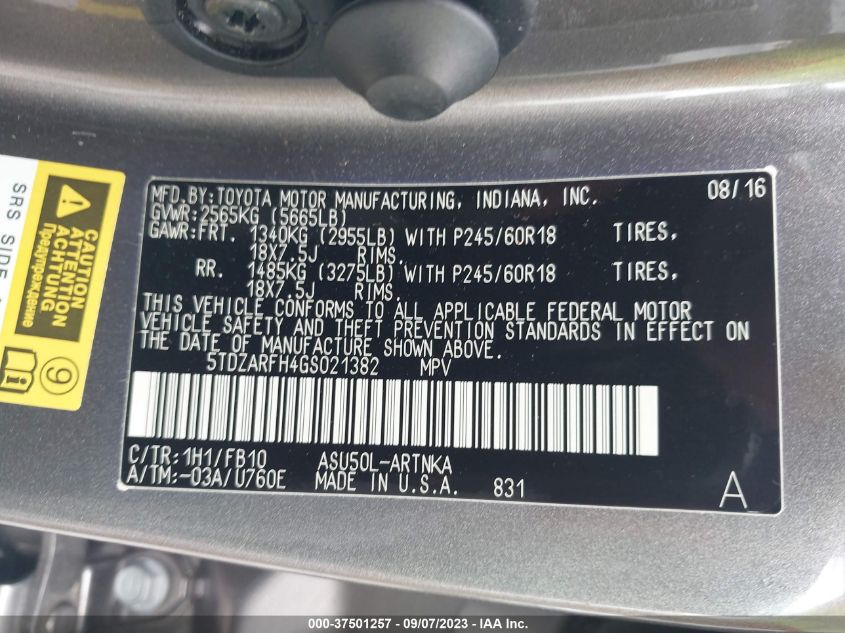 MFD.BY:TOYOTA MOTOR MANUFACTURING, INDIANA, INC. 08/16
GVWR:2565KG (5665LB)
GAWR:FRT. 1340KG (2955LB) WITH P245/60R18 TIRES,
18X7.5J RIMS.
RR. 1485KG (3275LB) WITH P245/60R18 TIRES,
18X7.5J RIMS.
THIS VEHICLE CONFORMS TO ALL APPLICABLE FEDERAL MOTOR
VEHICLE SAFETY AND THEFT PREVENTION STANDARDS IN EFFECT ON
THE DATE OF MANUFACTURE SHOWN ABOVE.
5TDZARFH4GS021382 MPV
C/TR:1H1/FB10 ASU50L-ARTNKA
A/TM:-03A/U760E MADE IN U.S.A. 831 A
SRS SIDE
CAUTION
ATTENTION
ACHTUNG
Предупреждение
9
000-37501257 - 09/07/2023 - IAA Inc.